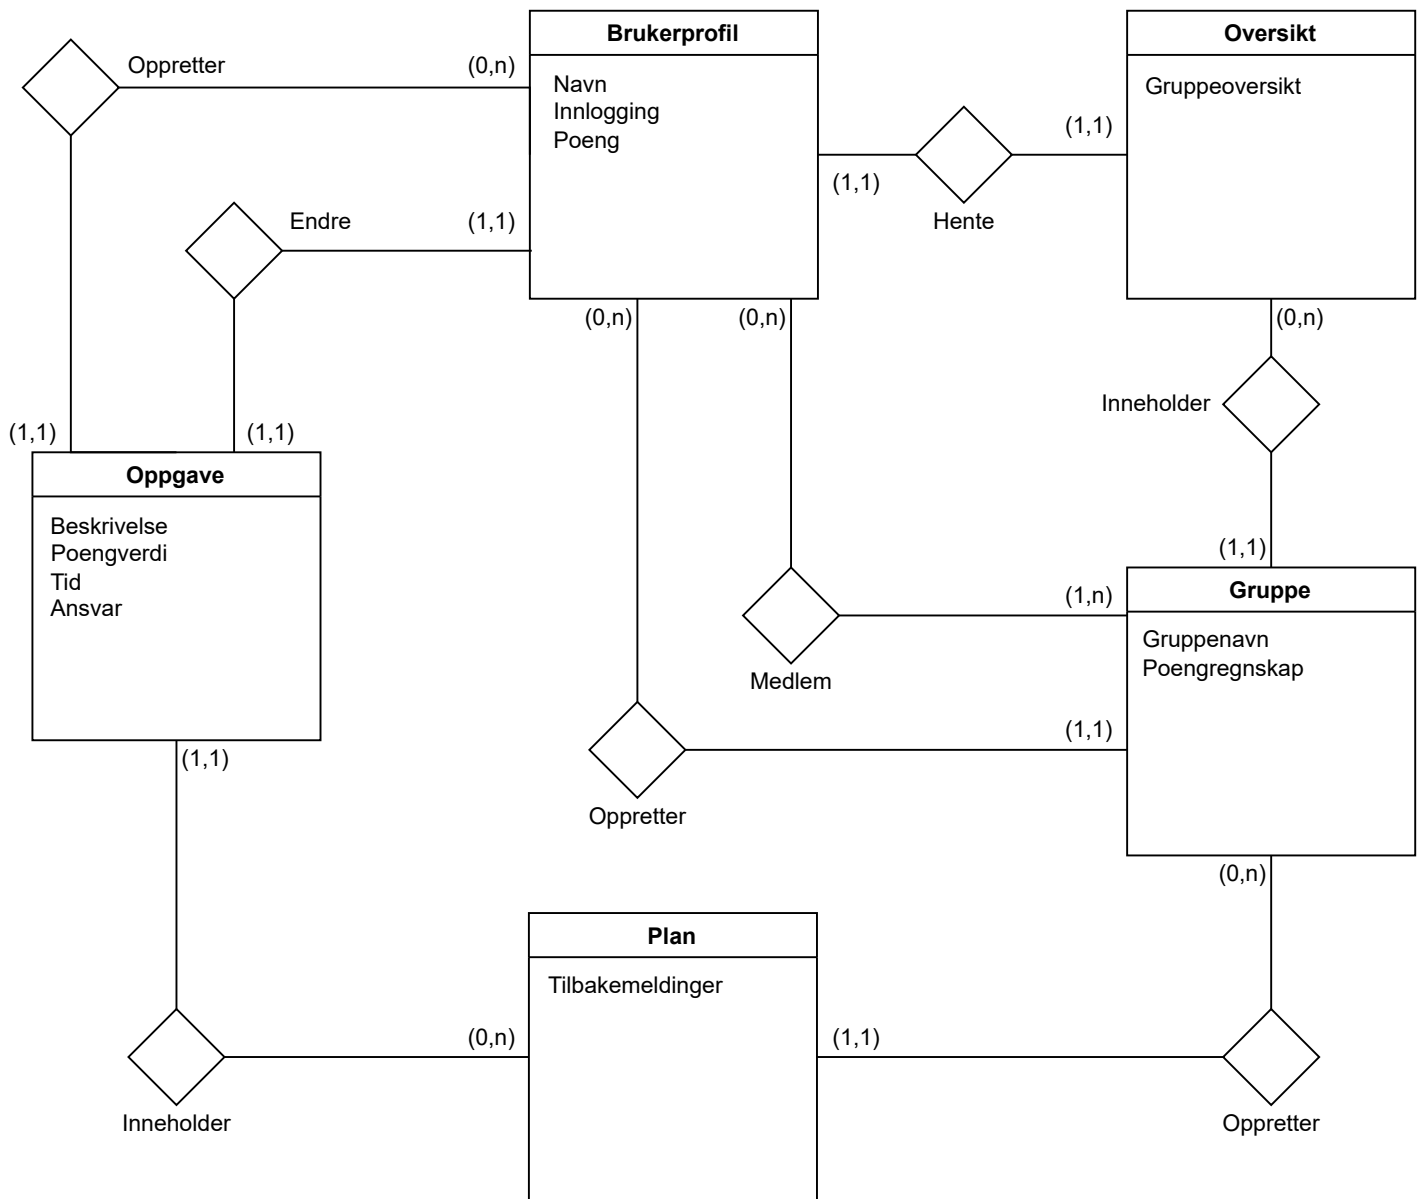 Brukerprofil
Oversikt
Oppretter
(0,n)
Navn
Innlogging
Poeng
Gruppeoversikt
(1,1)
(1,1)
Hente
Endre
(1,1)
(0,n)
(0,n)
(0,n)
Inneholder
(1,1)
(1,1)
Oppgave
Beskrivelse
Poengverdi
Tid
Ansvar
(1,1)
Gruppe
(1,n)
Gruppenavn
Poengregnskap
Medlem
(1,1)
(1,1)
Oppretter
(0,n)
Plan
Tilbakemeldinger
(0,n)
(1,1)
Inneholder
Oppretter